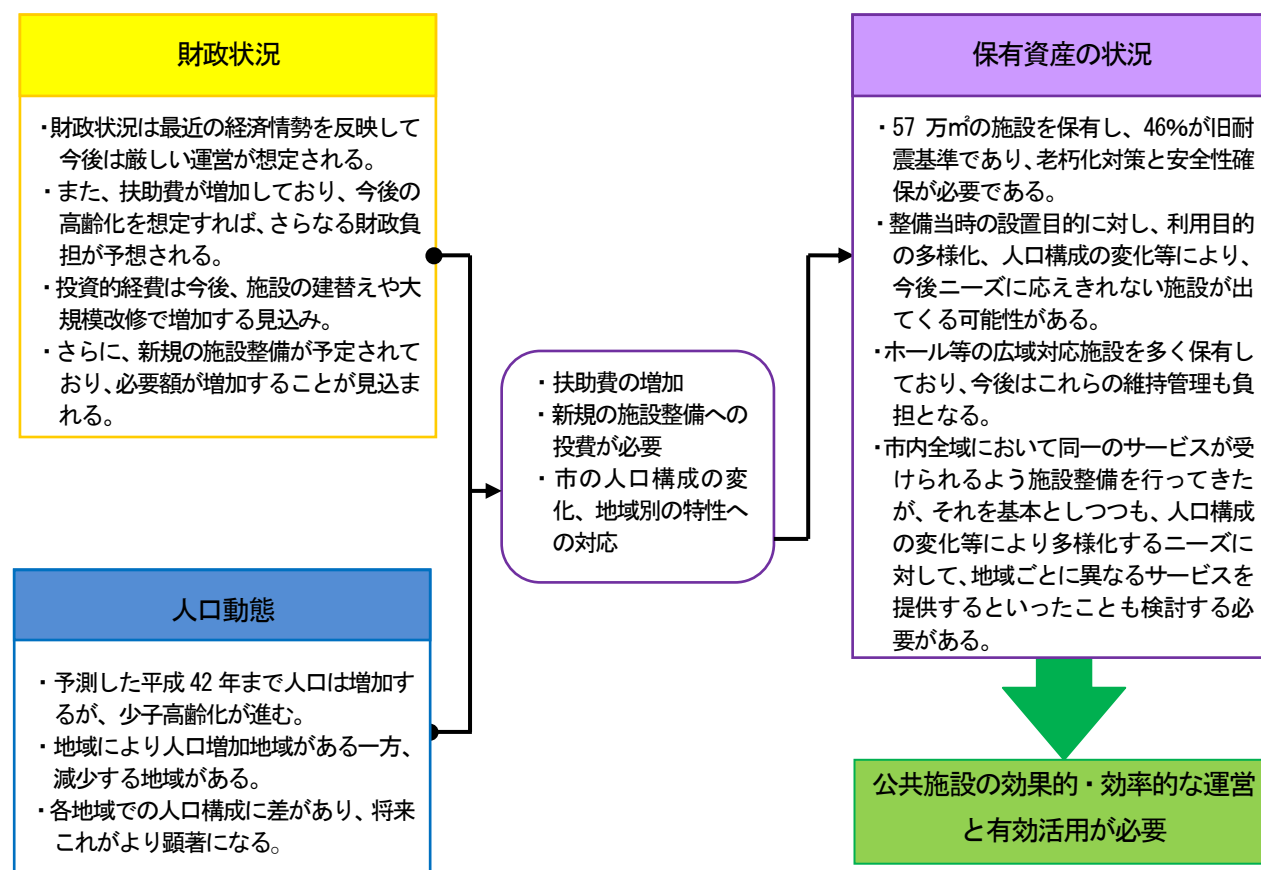 財政状況
・財政状況は最近の経済情勢を反映して
今後は厳しい運営が想定される。
・また、扶助費が増加しており、今後の
高齢化を想定すれば、さらなる財政負
担が予想される。
・投資的経費は今後、施設の建替えや大
規模改修で増加する見込み。
・さらに、新規の施設整備が予定されて
おり、必要額が増加することが見込ま
れる。
人口動態
・予測した平成 42 年まで人口は増加す
るが、少子高齢化が進む。
・地域により人口増加地域がある一方、
減少する地域がある。
・各地域での人口構成に差があり、将来
これがより顕著になる。
・扶助費の増加
・新規の施設整備への
投費が必要
・市の人口構成の変
化、地域別の特性へ
の対応
保有資産の状況
・57 万㎡の施設を保有し、46%が旧耐
震基準であり、老朽化対策と安全性確
保が必要である。
・整備当時の設置目的に対し、利用目的
の多様化、人口構成の変化等により、
今後ニーズに応えきれない施設が出
てくる可能性がある。
・ホール等の広域対応施設を多く保有し
ており、今後はこれらの維持管理も負
担となる。
・市内全域において同一のサービスが受
けられるよう施設整備を行ってきた
が、それを基本としつつも、人口構成
の変化等により多様化するニーズに
対して、地域ごとに異なるサービスを
提供するといったことも検討する必
要がある。
公共施設の効果的・効率的な運営
と有効活用が必要